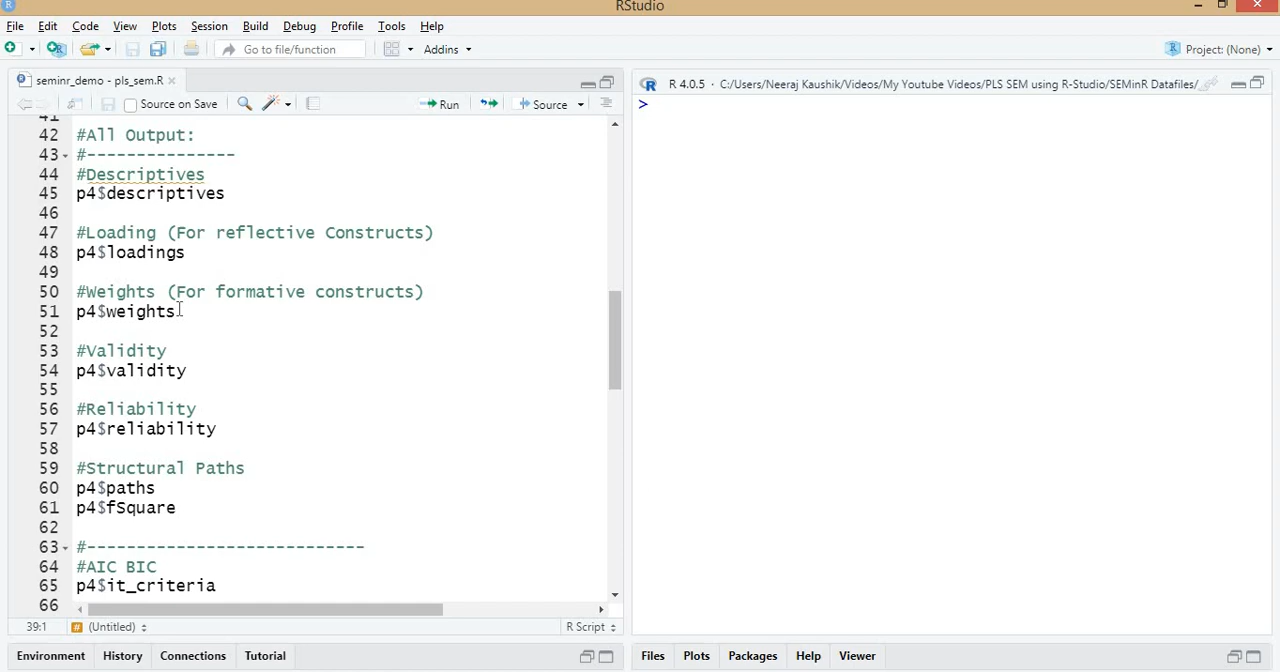 RStudio
File Edit Code View Plots Session Build Debug Profile Tools Help
Go to file/function Addins Project: (None)
seminr_demo - pls_sem.R
R 4.0.5 · C:/Users/Neeraj Kaushik/Videos/My Youtube Videos/PLS SEM using R-Studio/SEMinR Datafiles/
Source on Save Run Source
>
41
42 #All Output:
43 #---------------
44 #Descriptives
45 p4$descriptives
46
47 #Loading (For reflective Constructs)
48 p4$loadings
49
50 #Weights (For formative constructs)
51 p4$weights
52
53 #Validity
54 p4$validity
55
56 #Reliability
57 p4$reliability
58
59 #Structural Paths
60 p4$paths
61 p4$fSquare
62
63 #----------------------------
64 #AIC BIC
65 p4$it_criteria
66
39:1 (Untitled) R Script
Environment History Connections Tutorial
Files Plots Packages Help Viewer